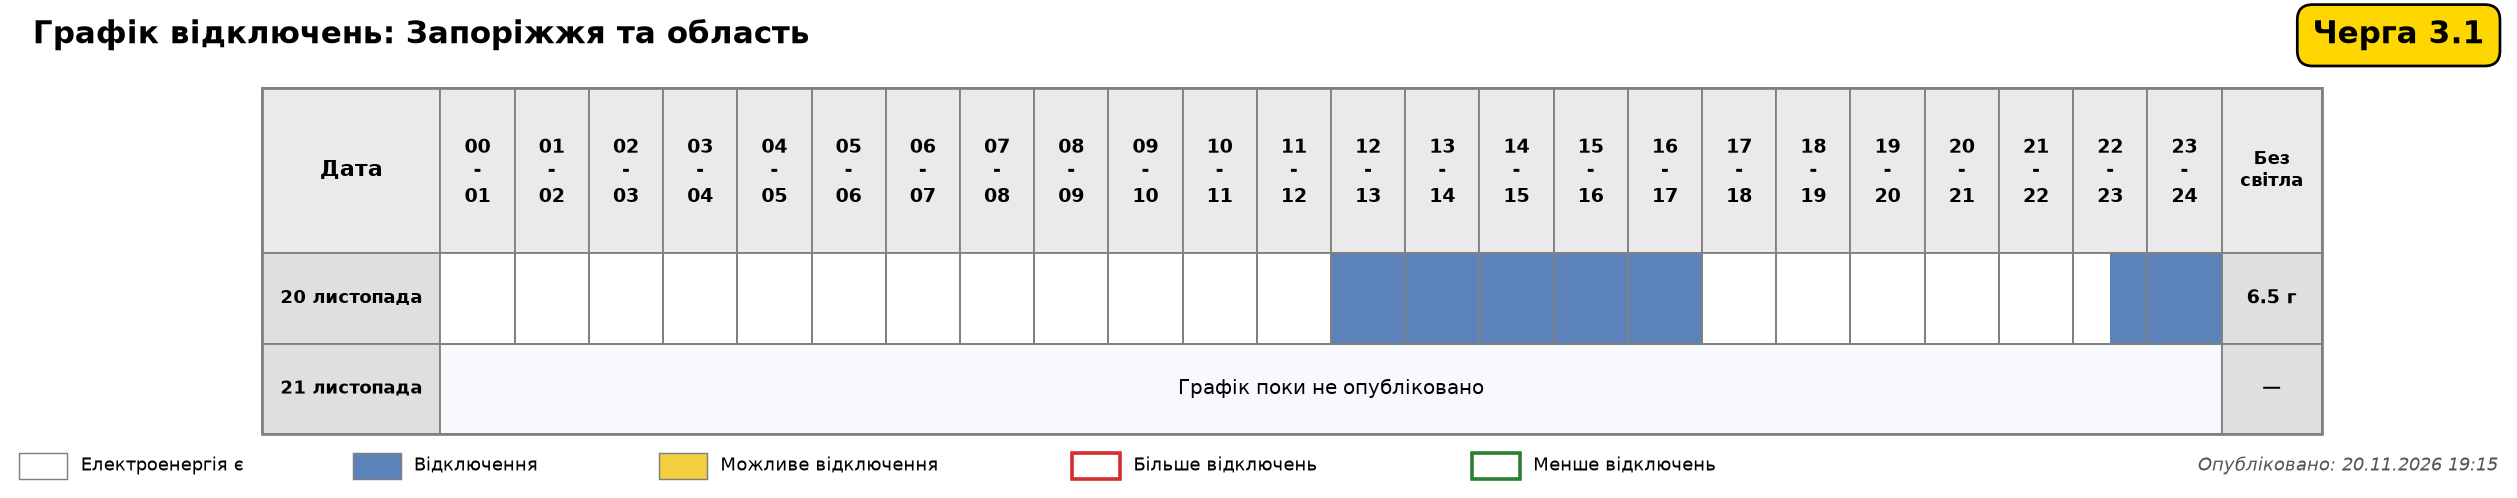 Графік відключень: Запоріжжя та область
Черга 3.1
Дата
00 - 01
01 - 02
02 - 03
03 - 04
04 - 05
05 - 06
06 - 07
07 - 08
08 - 09
09 - 10
10 - 11
11 - 12
12 - 13
13 - 14
14 - 15
15 - 16
16 - 17
17 - 18
18 - 19
19 - 20
20 - 21
21 - 22
22 - 23
23 - 24
Без
світла
20 листопада
6.5 г
21 листопада
Графік поки не опубліковано
—
Електроенергія є
Відключення
Можливе відключення
Більше відключень
Менше відключень
Опубліковано: 20.11.2026 19:15